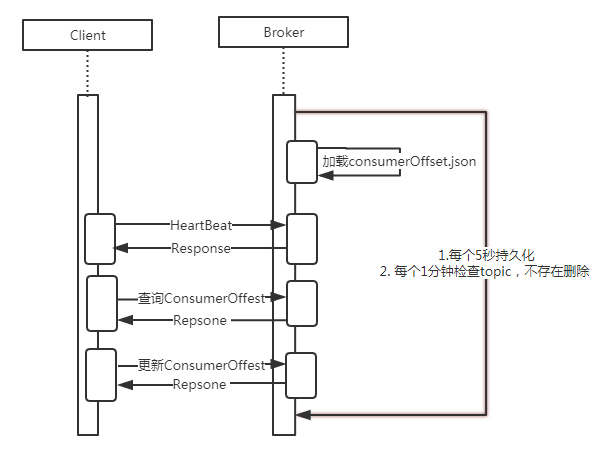 Client
Broker
加载consumerOffset.json
HeartBeat
Response
1.每个5秒持久化
2. 每个1分钟检查topic，不存在删除
查询ConsumerOffest
Repsone
更新ConsumerOffest
Repsone